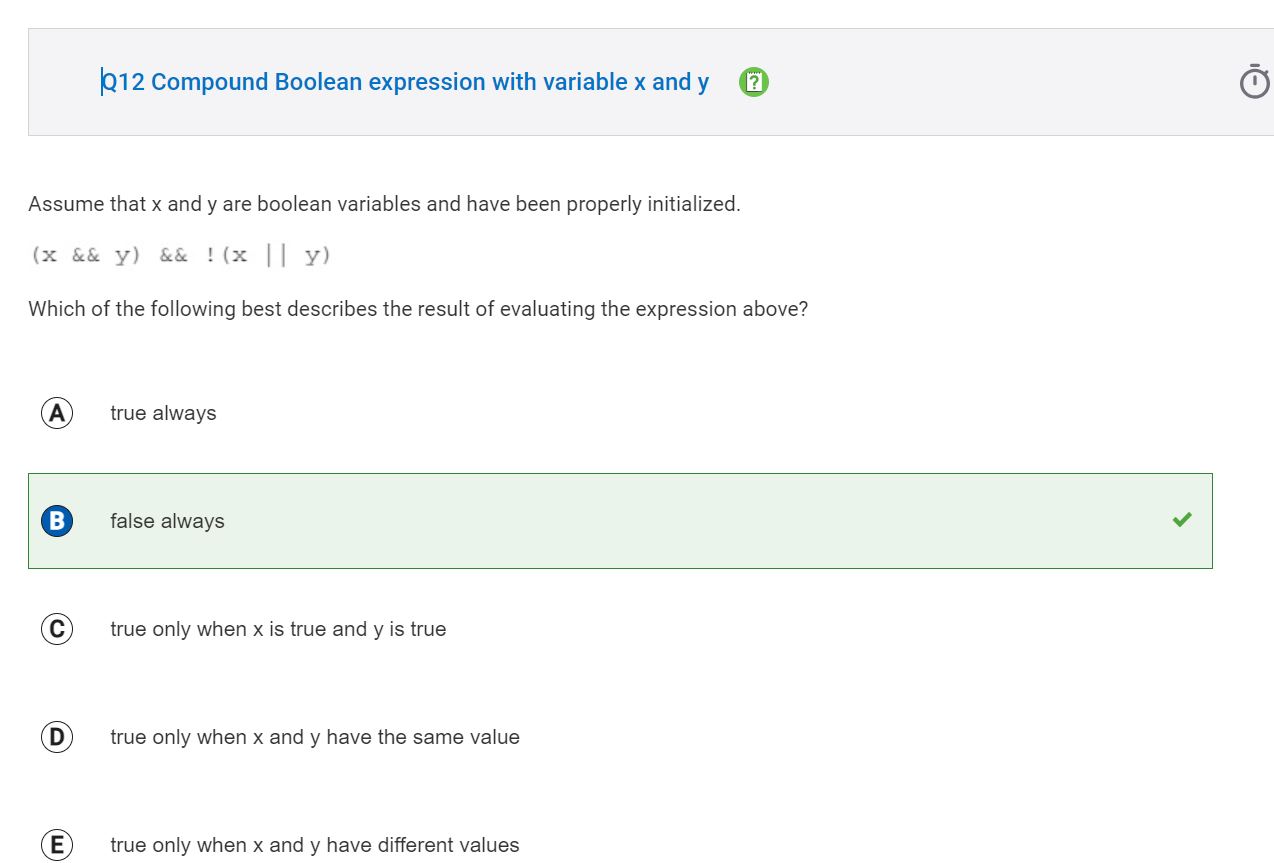 Q12 Compound Boolean expression with variable x and y
Assume that x and y are boolean variables and have been properly initialized.
(x && y) && !(x || y)
Which of the following best describes the result of evaluating the expression above?
A true always
B false always
C true only when x is true and y is true
D true only when x and y have the same value
E true only when x and y have different values